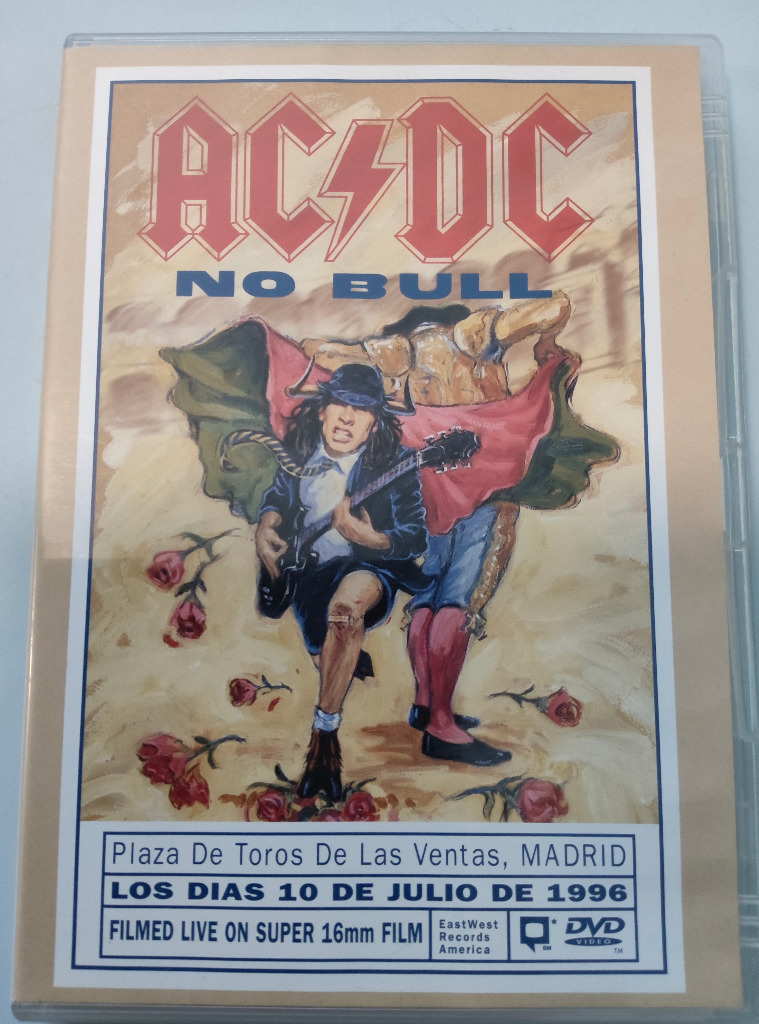 AC⚡DC
NO BULL
Plaza De Toros De Las Ventas, MADRID
LOS DIAS 10 DE JULIO DE 1996
FILMED LIVE ON SUPER 16mm FILM
EastWest
Records
America
DVD
VIDEO
TM